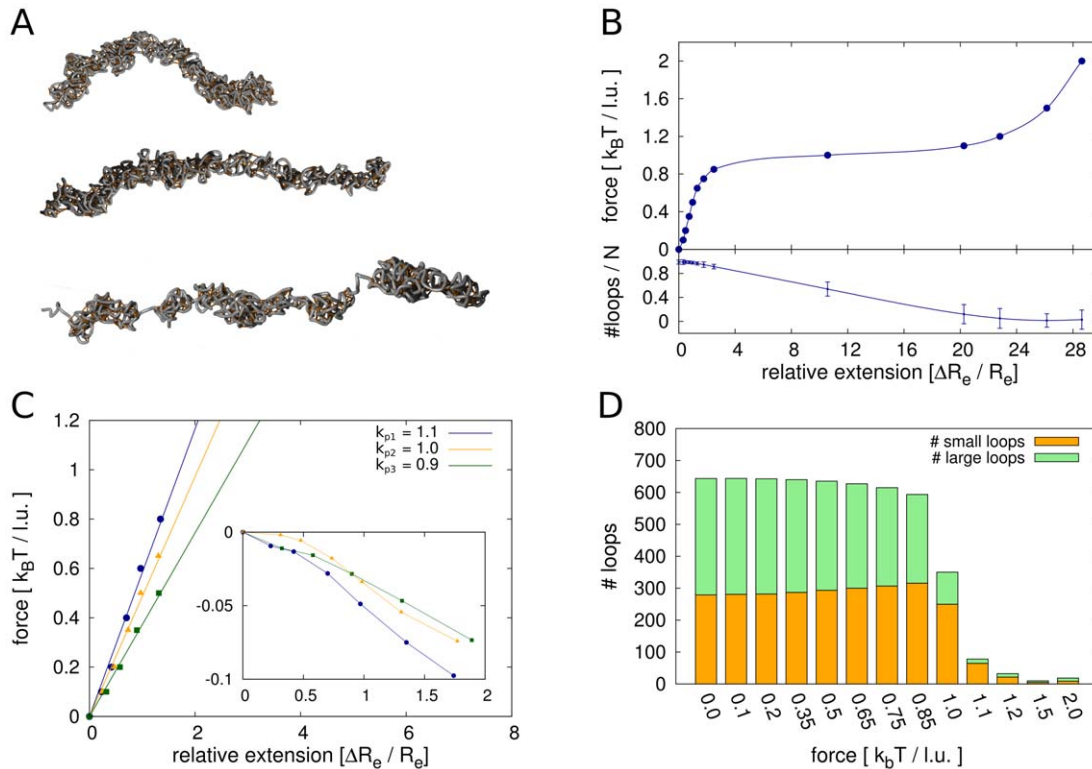 A
B
force [ k_BT / l.u. ]
2
1.6
1.2
0.8
0.4
0
#loops / N
0.8
0.4
0
0 4 8 12 16 20 24 28
relative extension [ΔR_e / R_e]
C
force [ k_BT / l.u. ]
1.2
1
0.8
0.6
0.4
0.2
0
k_p1 = 1.1
k_p2 = 1.0
k_p3 = 0.9
0
-0.05
-0.1
0 0.5 1 1.5 2
0 2 4 6 8
relative extension [ΔR_e / R_e]
D
# loops
800
700
600
500
400
300
200
100
0
# small loops
# large loops
0.0 0.1 0.2 0.35 0.5 0.65 0.75 0.85 1.0 1.1 1.2 1.5 2.0
force [ k_bT / l.u. ]